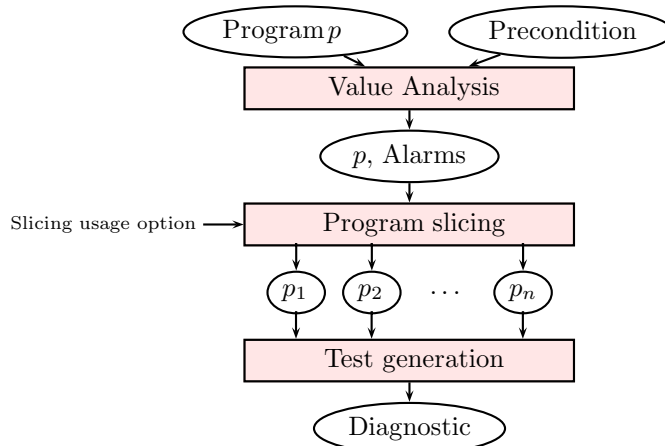 Program p Precondition
Value Analysis
p, Alarms
Slicing usage option Program slicing
p₁ p₂ ··· pₙ
Test generation
Diagnostic